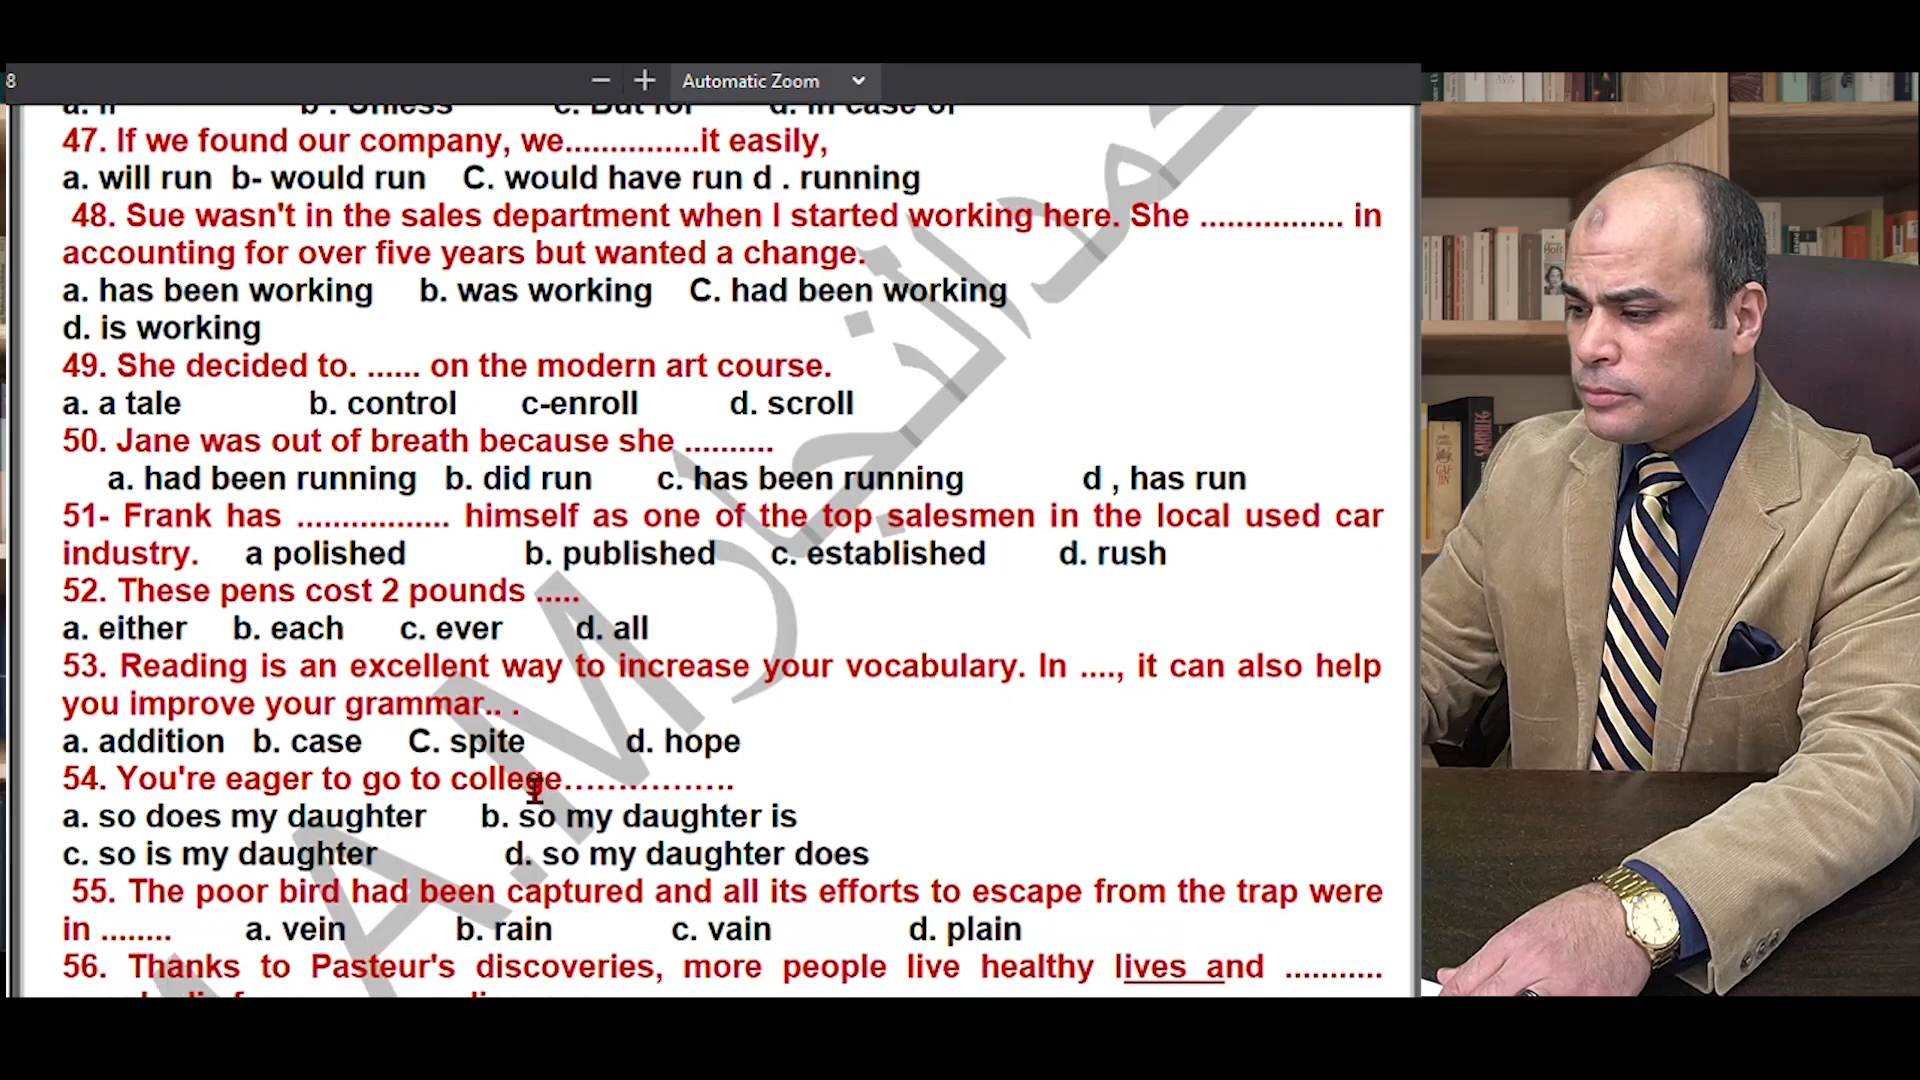 8
Automatic Zoom
a. If b . Unless c. But for d. in case of
47. If we found our company, we...............it easily,
a. will run b- would run C. would have run d . running
48. Sue wasn't in the sales department when I started working here. She ................ in
accounting for over five years but wanted a change.
a. has been working b. was working C. had been working
d. is working
49. She decided to. ...... on the modern art course.
a. a tale b. control c-enroll d. scroll
50. Jane was out of breath because she ..........
a. had been running b. did run c. has been running d , has run
51- Frank has ................. himself as one of the top salesmen in the local used car
industry. a polished b. published c. established d. rush
52. These pens cost 2 pounds .....
a. either b. each c. ever d. all
53. Reading is an excellent way to increase your vocabulary. In ...., it can also help
you improve your grammar.. .
a. addition b. case C. spite d. hope
54. You're eager to go to college..................
a. so does my daughter b. so my daughter is
c. so is my daughter d. so my daughter does
55. The poor bird had been captured and all its efforts to escape from the trap were
in ........ a. vein b. rain c. vain d. plain
56. Thanks to Pasteur's discoveries, more people live healthy lives and ...........